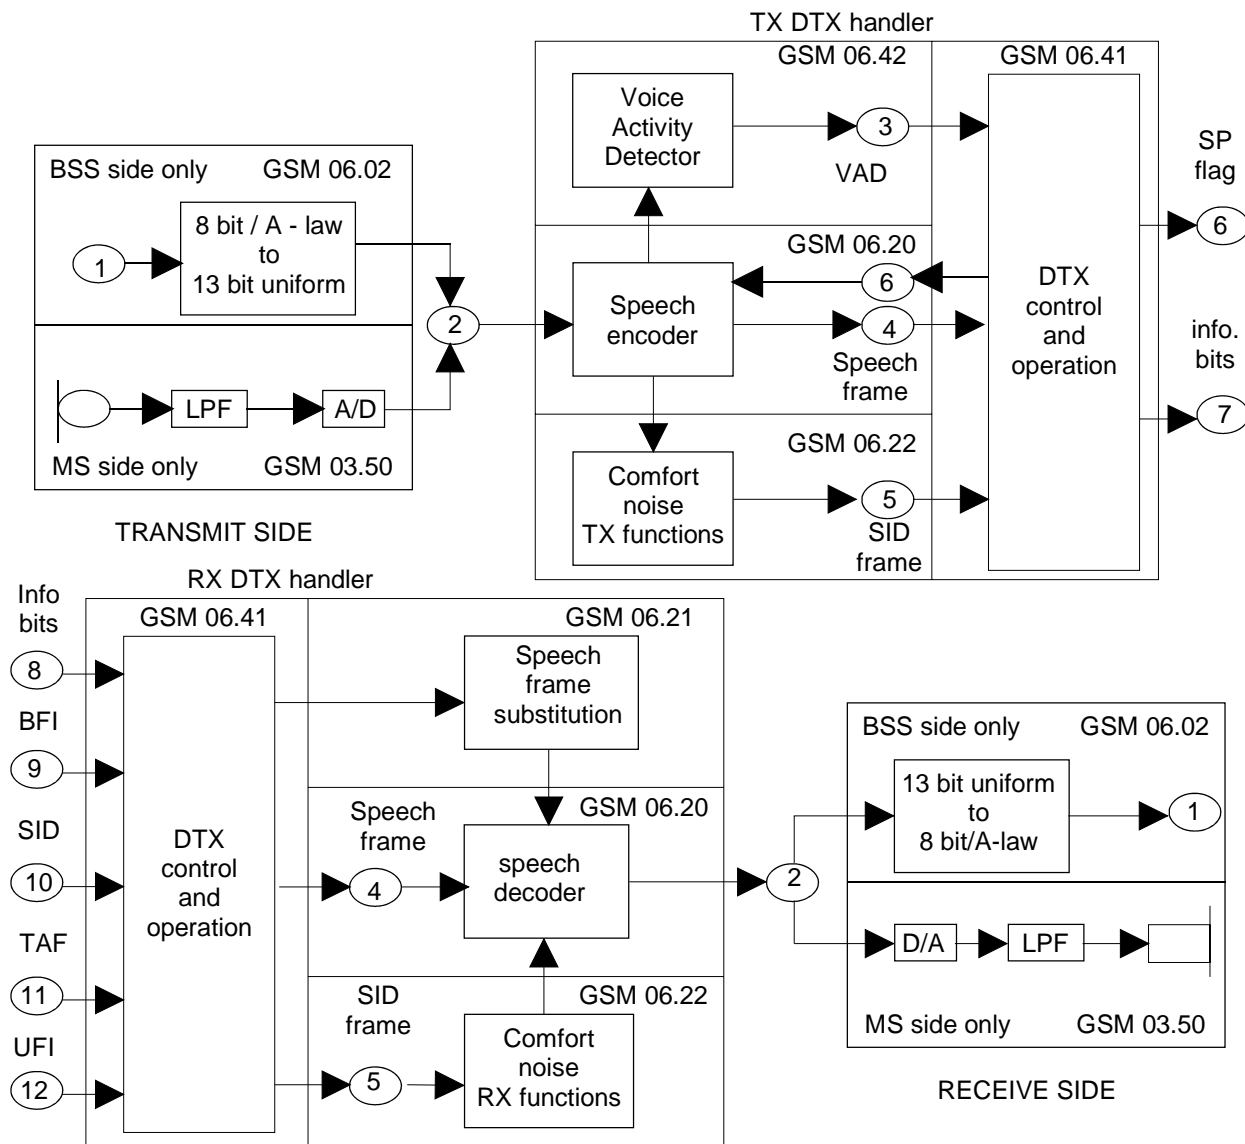 TX DTX handler
GSM 06.42
GSM 06.41
Voice
Activity
Detector
3
VAD
SP
flag
6
BSS side only
GSM 06.02
8 bit / A - law
to
13 bit uniform
1
2
GSM 06.20
6
Speech
encoder
4
Speech
frame
DTX
control
and
operation
info.
bits
7
LPF
A/D
MS side only
GSM 03.50
GSM 06.22
Comfort
noise
TX functions
5
SID
frame
TRANSMIT SIDE
RX DTX handler
Info
bits
8
BFI
9
SID
10
TAF
11
UFI
12
GSM 06.41
DTX
control
and
operation
GSM 06.21
Speech
frame
substitution
GSM 06.20
Speech
frame
4
speech
decoder
SID
frame
5
GSM 06.22
Comfort
noise
RX functions
2
BSS side only
GSM 06.02
13 bit uniform
to
8 bit/A-law
1
D/A
LPF
MS side only
GSM 03.50
RECEIVE SIDE